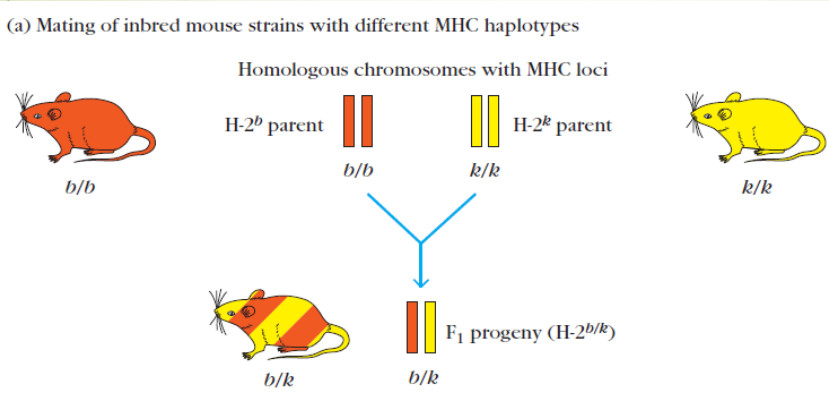 (a) Mating of inbred mouse strains with different MHC haplotypes
Homologous chromosomes with MHC loci
H-2ᵇ parent
H-2ᵏ parent
b/b
k/k
b/b
k/k
F₁ progeny (H-2ᵇ/ᵏ)
b/k
b/k